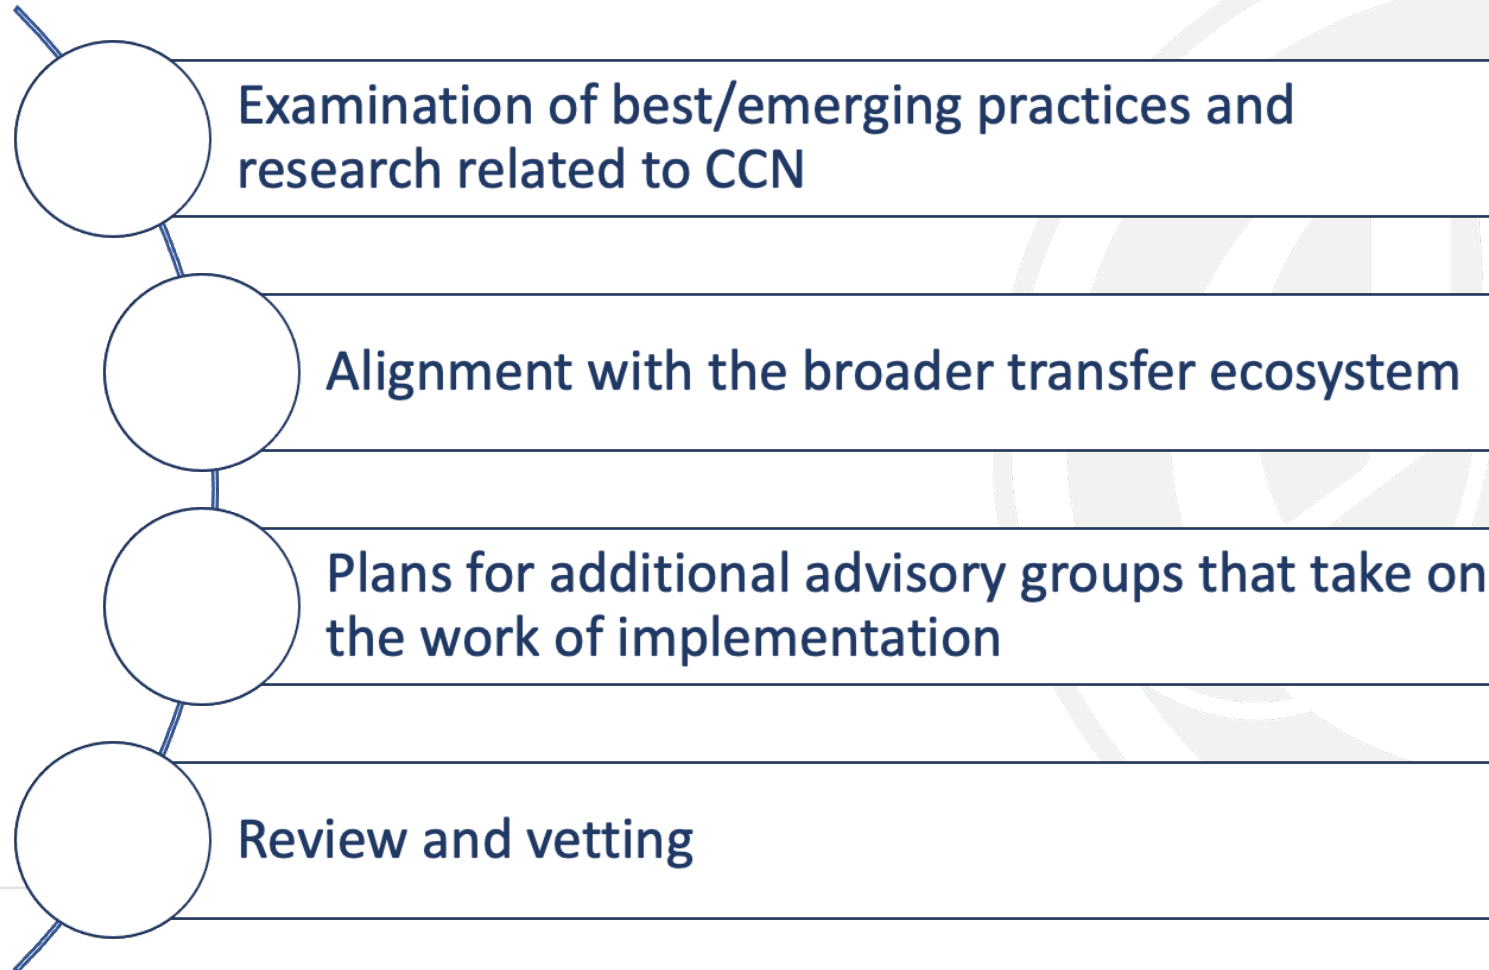 Examination of best/emerging practices and
research related to CCN
Alignment with the broader transfer ecosystem
Plans for additional advisory groups that take on
the work of implementation
Review and vetting